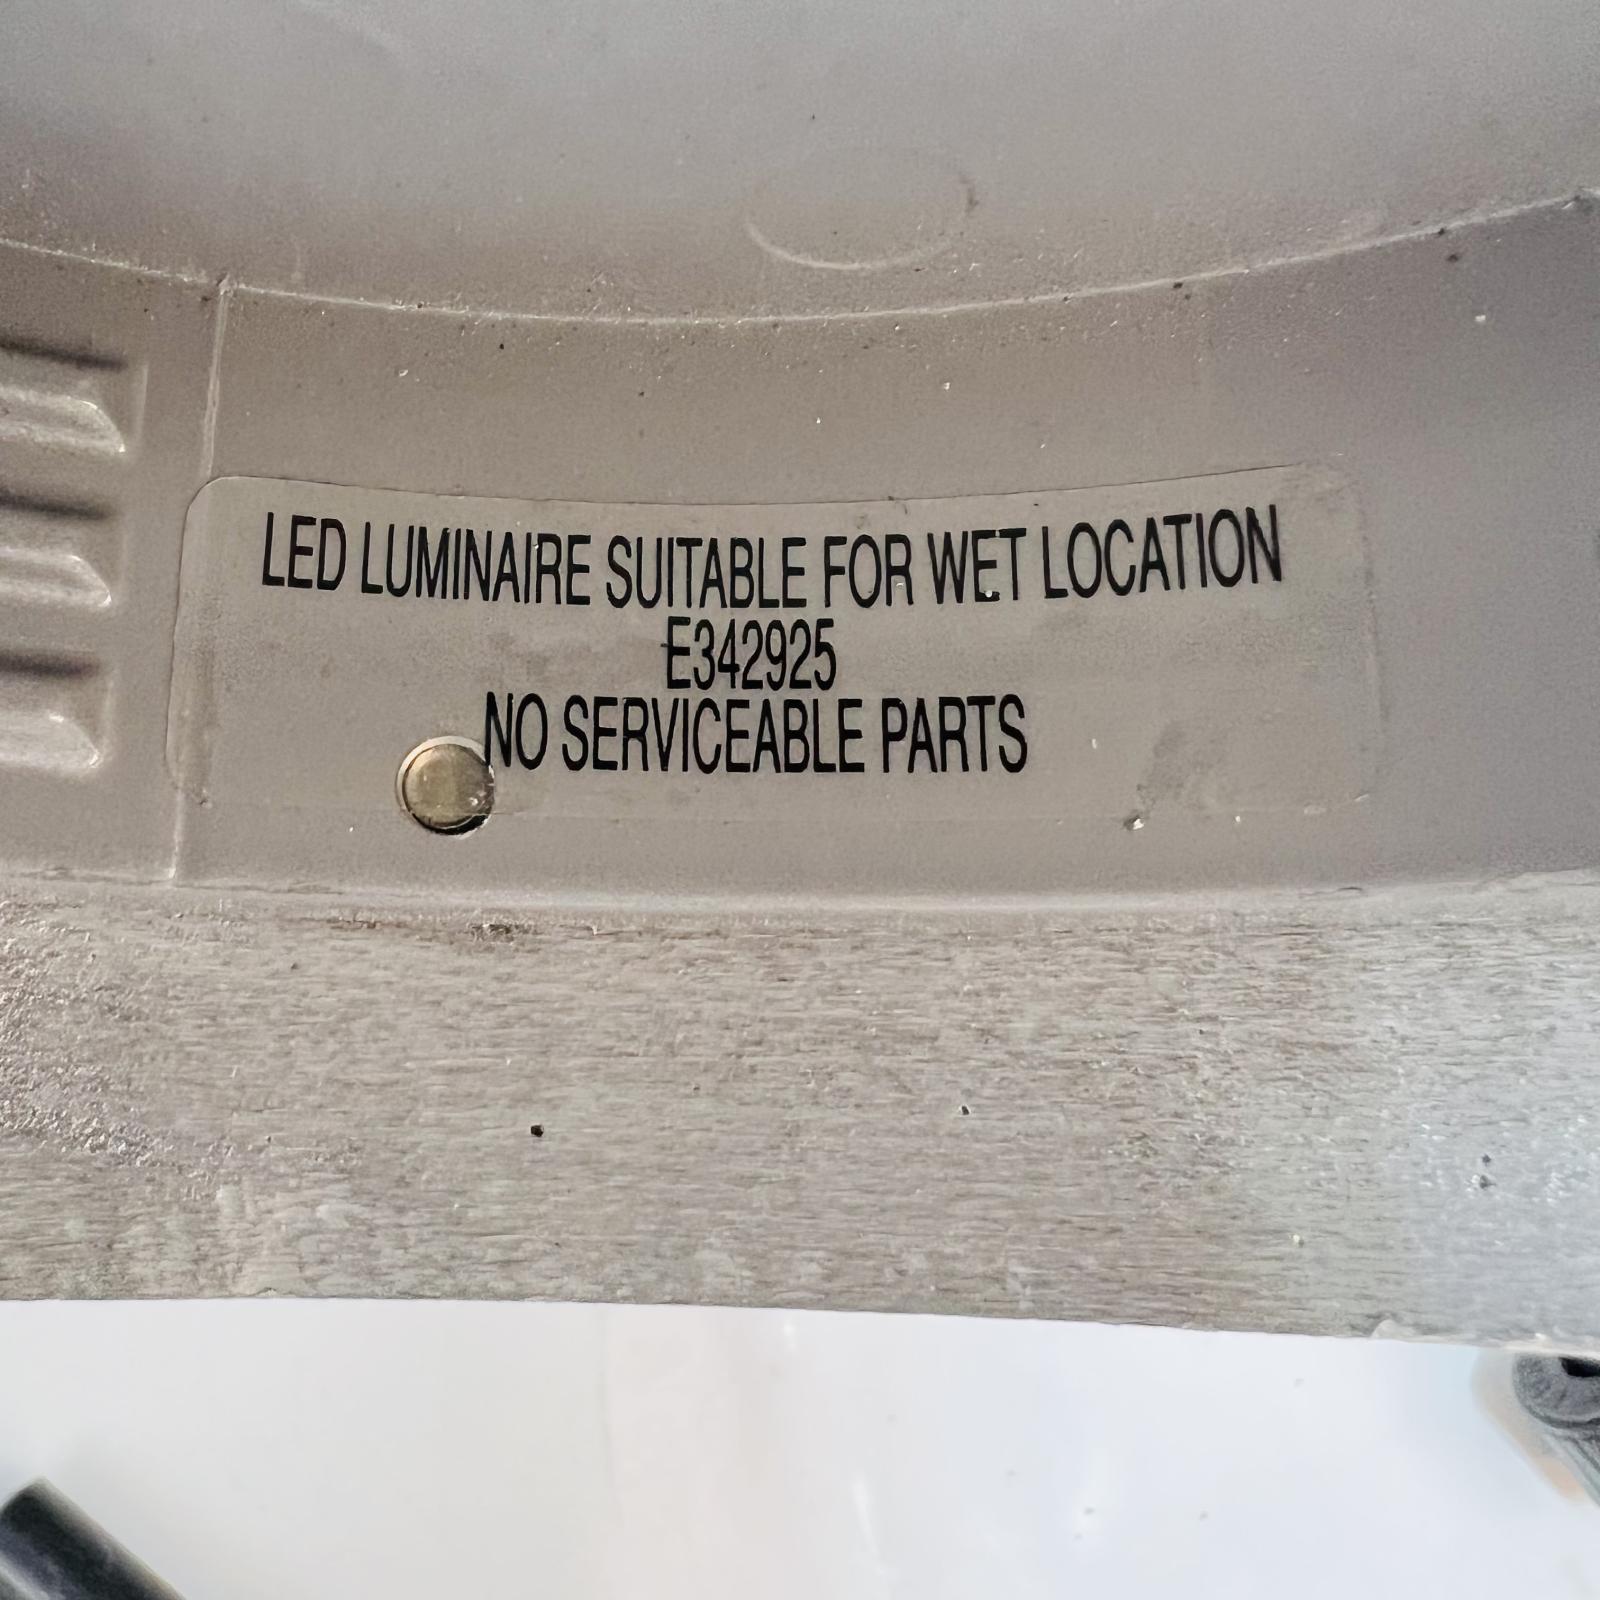 LED LUMINAIRE SUITABLE FOR WET LOCATION
E342925
NO SERVICEABLE PARTS